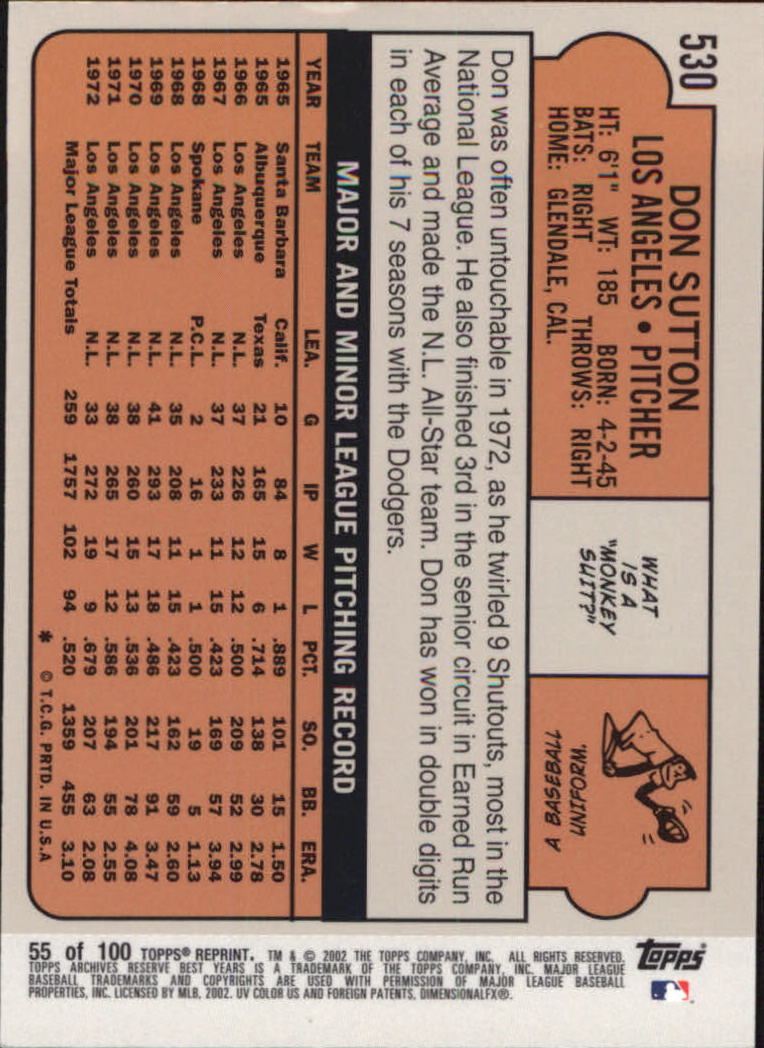 530
DON SUTTON
LOS ANGELES • PITCHER
HT: 6'1" WT: 185 BORN: 4-2-45
BATS: RIGHT THROWS: RIGHT
HOME: GLENDALE, CAL.
WHAT
IS A
"MONKEY
SUIT?"
A BASEBALL
UNIFORM.
Don was often untouchable in 1972, as he twirled 9 Shutouts, most in the
National League. He also finished 3rd in the senior circuit in Earned Run
Average and made the N.L. All-Star team. Don has won in double digits
in each of his 7 seasons with the Dodgers.
MAJOR AND MINOR LEAGUE PITCHING RECORD
YEAR TEAM LEA. G IP W L PCT. SO. BB. ERA.
1965 Santa Barbara Calif. 10 84 8 1 .889 101 15 1.50
1965 Albuquerque Texas 21 165 15 6 .714 138 30 2.78
1966 Los Angeles N.L. 37 226 12 12 .500 209 52 2.99
1967 Los Angeles N.L. 37 233 11 15 .423 169 57 3.94
1968 Spokane P.C.L. 2 16 1 1 .500 19 5 1.13
1968 Los Angeles N.L. 35 208 11 15 .423 162 59 2.60
1969 Los Angeles N.L. 41 293 17 18 .486 217 91 3.47
1970 Los Angeles N.L. 38 260 15 13 .536 201 78 4.08
1971 Los Angeles N.L. 38 265 17 12 .586 194 55 2.55
1972 Los Angeles N.L. 33 272 19 9 .679 207 63 2.08
Major League Totals 259 1757 102 94 .520 1359 455 3.10
* © T.C.G. PRTD. IN U.S.A
55 of 100 TOPPS® REPRINT. TM & © 2002 THE TOPPS COMPANY, INC. ALL RIGHTS RESERVED.
TOPPS ARCHIVES RESERVE BEST YEARS IS A TRADEMARK OF THE TOPPS COMPANY, INC. MAJOR LEAGUE
BASEBALL TRADEMARKS AND COPYRIGHTS ARE USED WITH PERMISSION OF MAJOR LEAGUE BASEBALL
PROPERTIES, INC. LICENSED BY MLB, 2002. UV COLOR US AND FOREIGN PATENTS, DIMENSIONALFX®.
Topps